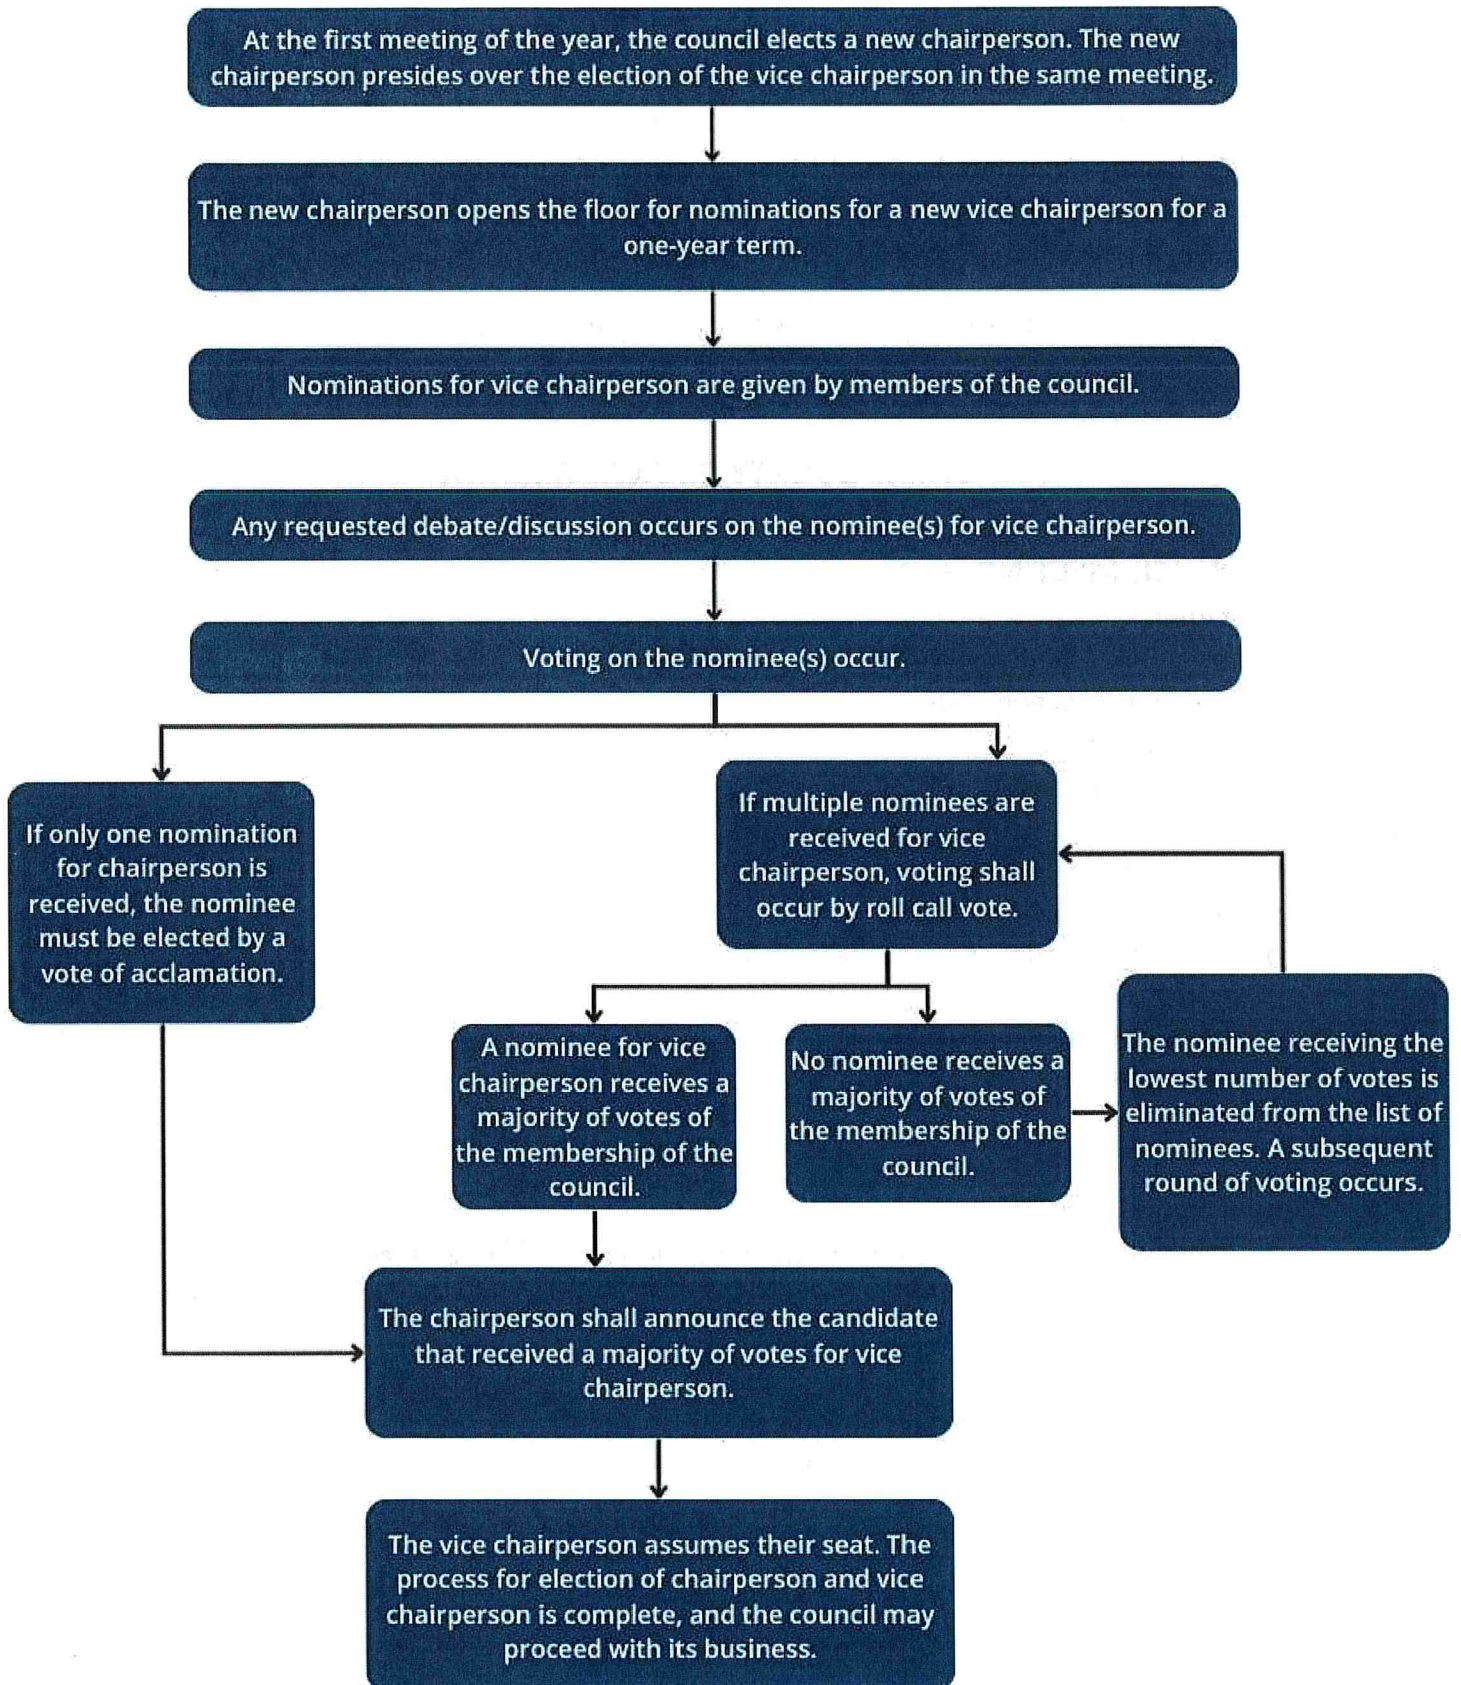 At the first meeting of the year, the council elects a new chairperson. The new
chairperson presides over the election of the vice chairperson in the same meeting.
The new chairperson opens the floor for nominations for a new vice chairperson for a
one-year term.
Nominations for vice chairperson are given by members of the council.
Any requested debate/discussion occurs on the nominee(s) for vice chairperson.
Voting on the nominee(s) occur.
If only one nomination
for chairperson is
received, the nominee
must be elected by a
vote of acclamation.
If multiple nominees are
received for vice
chairperson, voting shall
occur by roll call vote.
A nominee for vice
chairperson receives a
majority of votes of
the membership of the
council.
No nominee receives a
majority of votes of
the membership of the
council.
The nominee receiving the
lowest number of votes is
eliminated from the list of
nominees. A subsequent
round of voting occurs.
The chairperson shall announce the candidate
that received a majority of votes for vice
chairperson.
The vice chairperson assumes their seat. The
process for election of chairperson and vice
chairperson is complete, and the council may
proceed with its business.